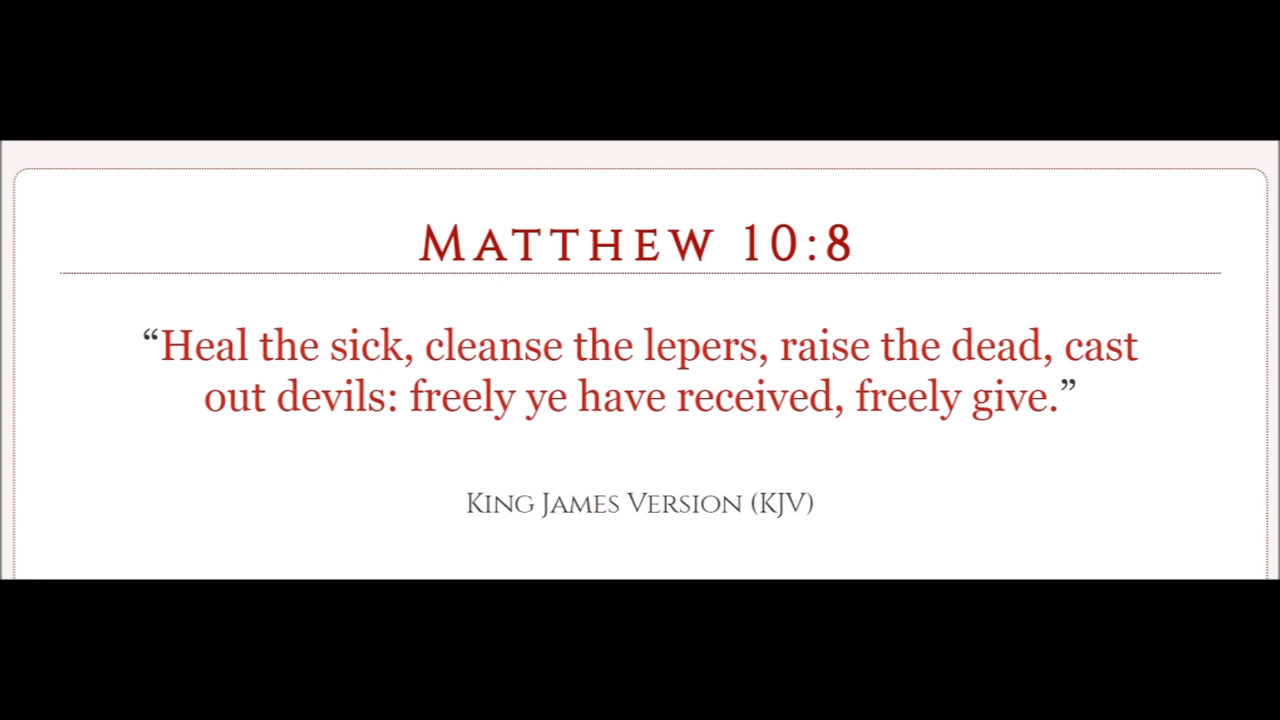 Matthew 10:8
“Heal the sick, cleanse the lepers, raise the dead, cast
out devils: freely ye have received, freely give.”
King James Version (KJV)